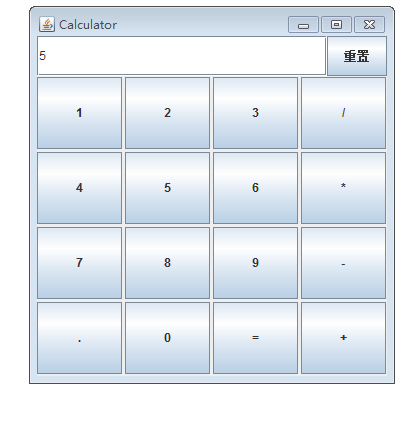 Calculator
5 重置
1 2 3 /
4 5 6 *
7 8 9 -
. 0 = +